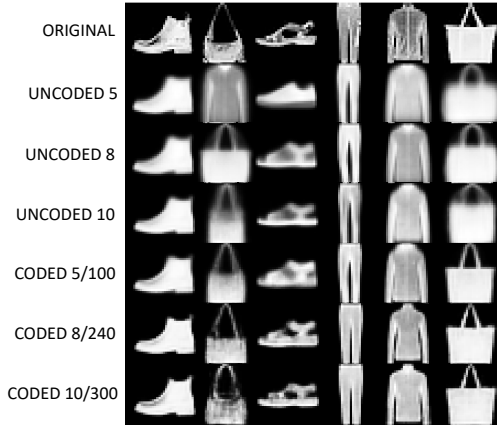 ORIGINAL
UNCODED 5
UNCODED 8
UNCODED 10
CODED 5/100
CODED 8/240
CODED 10/300